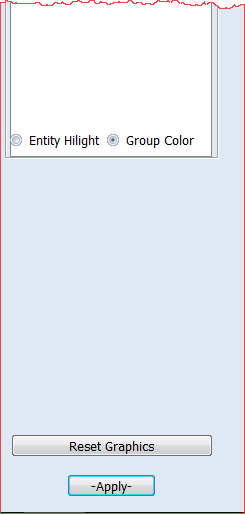 Entity Hilight Group Color
Reset Graphics
-Apply-